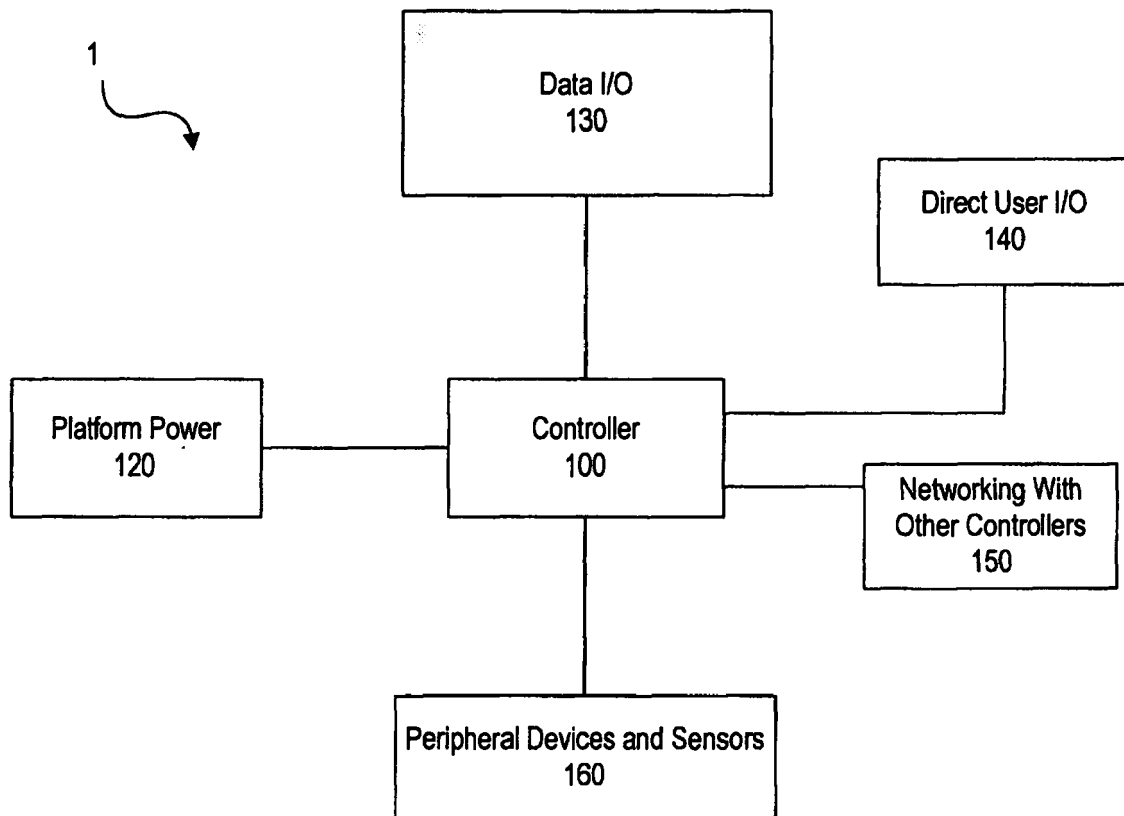 1
Data I/O
130
Direct User I/O
140
Platform Power
120
Controller
100
Networking With
Other Controllers
150
Peripheral Devices and Sensors
160